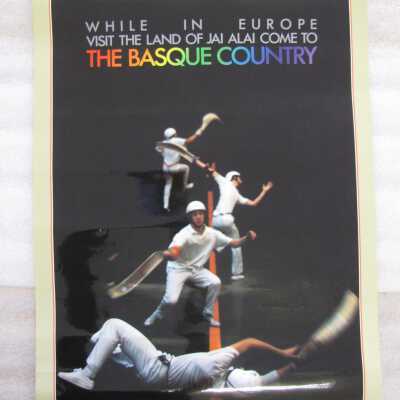 WHILE IN EUROPE
VISIT THE LAND OF JAI ALAI COME TO
THE BASQUE COUNTRY